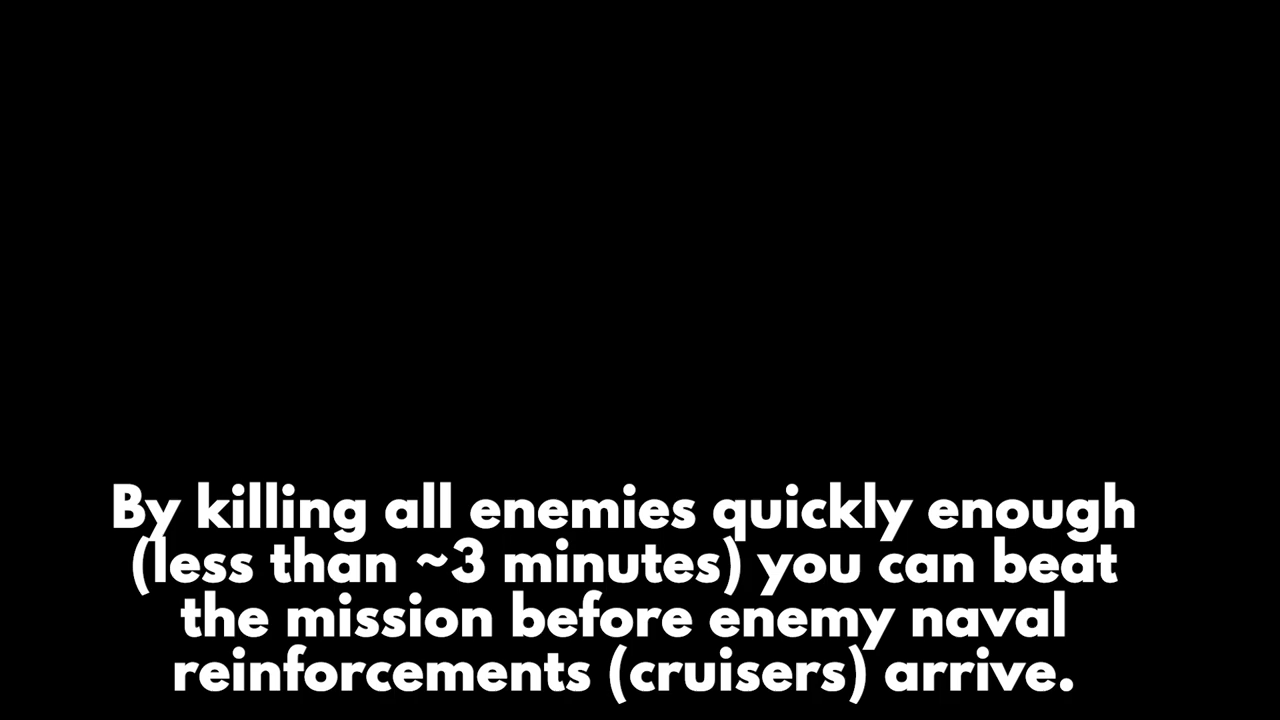 By killing all enemies quickly enough
(less than ~3 minutes) you can beat
the mission before enemy naval
reinforcements (cruisers) arrive.